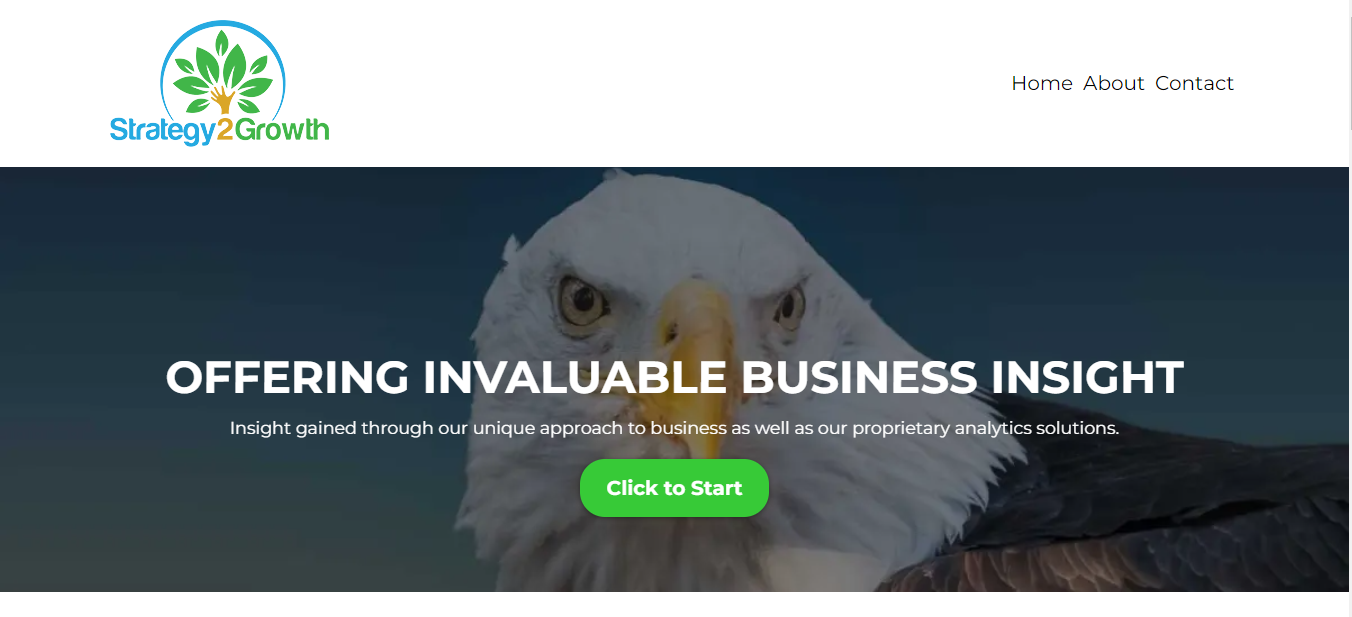 Strategy2Growth
Home About Contact
OFFERING INVALUABLE BUSINESS INSIGHT
Insight gained through our unique approach to business as well as our proprietary analytics solutions.
Click to Start